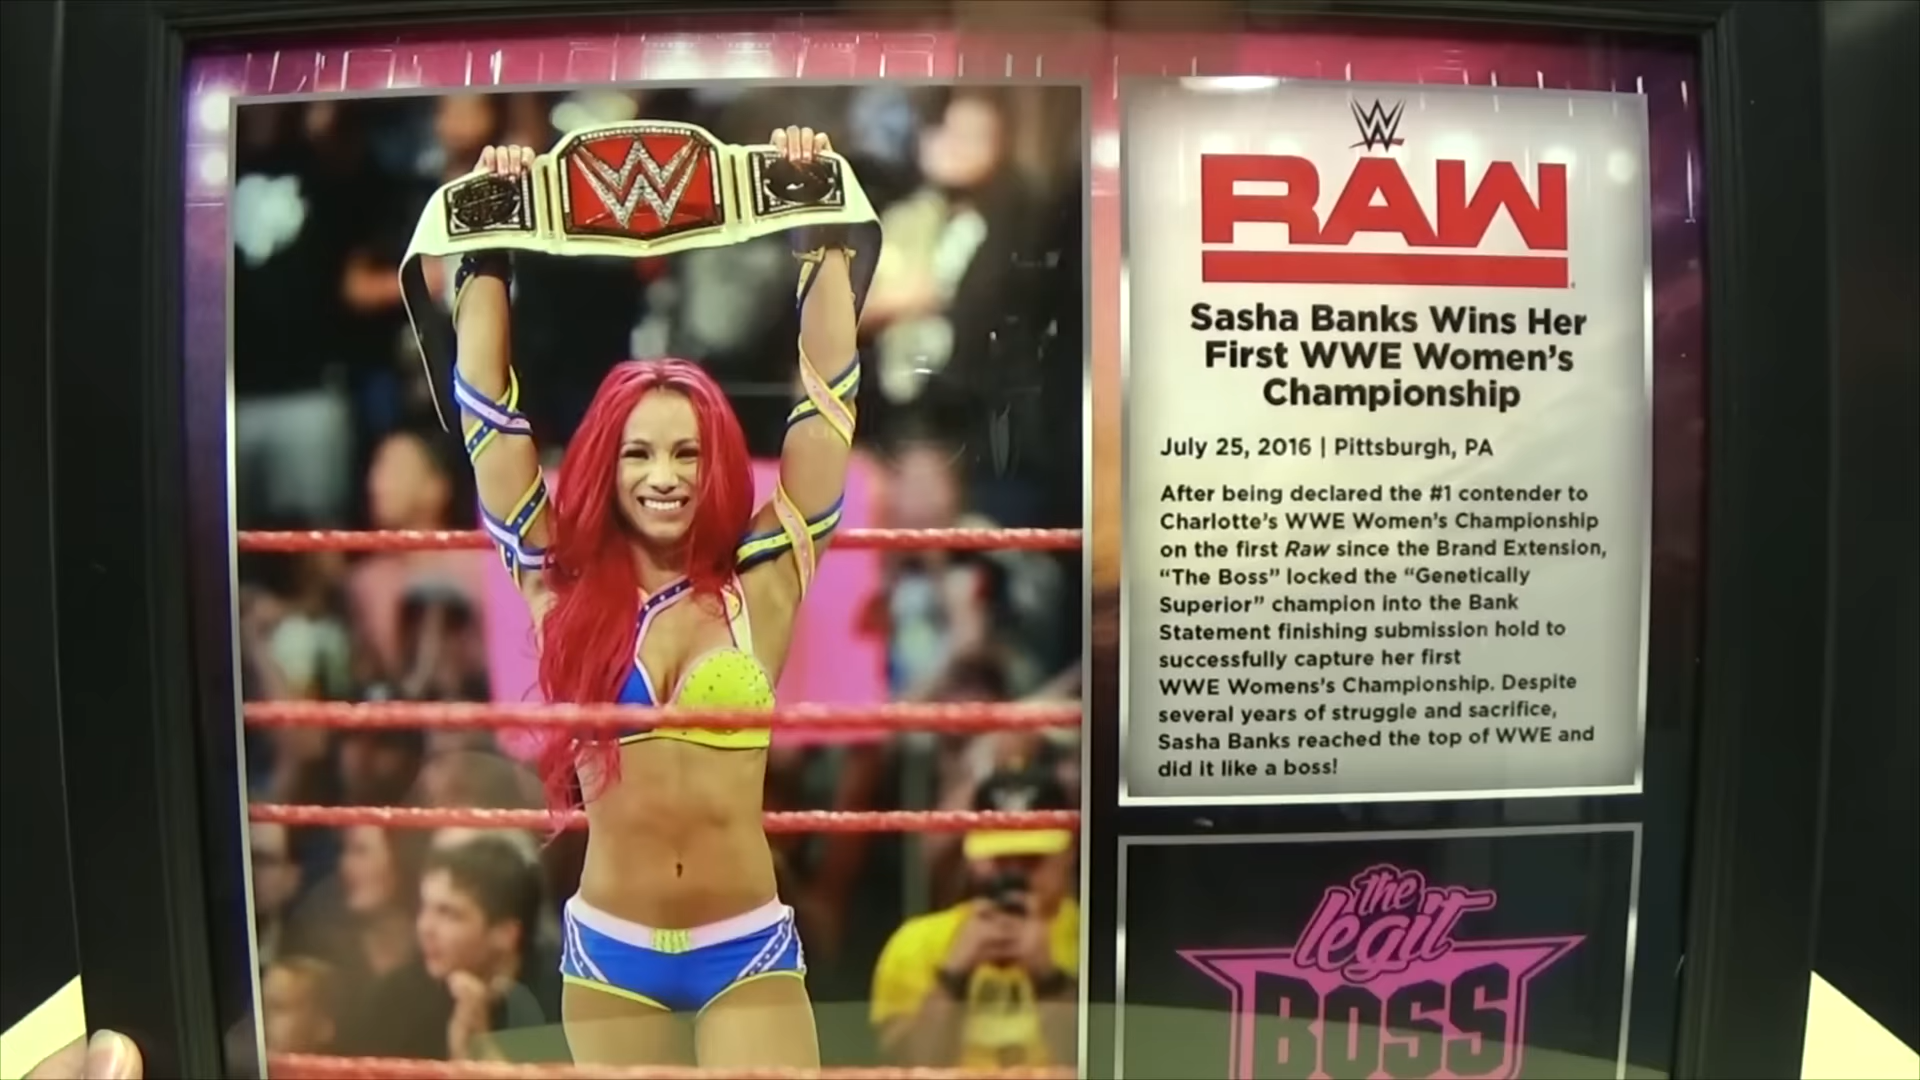 W
W
RAW
Sasha Banks Wins Her
First WWE Women's
Championship
July 25, 2016 | Pittsburgh, PA
After being declared the #1 contender to
Charlotte's WWE Women's Championship
on the first Raw since the Brand Extension,
“The Boss” locked the “Genetically
Superior” champion into the Bank
Statement finishing submission hold to
successfully capture her first
WWE Womens's Championship. Despite
several years of struggle and sacrifice,
Sasha Banks reached the top of WWE and
did it like a boss!
the
legit
BOSS